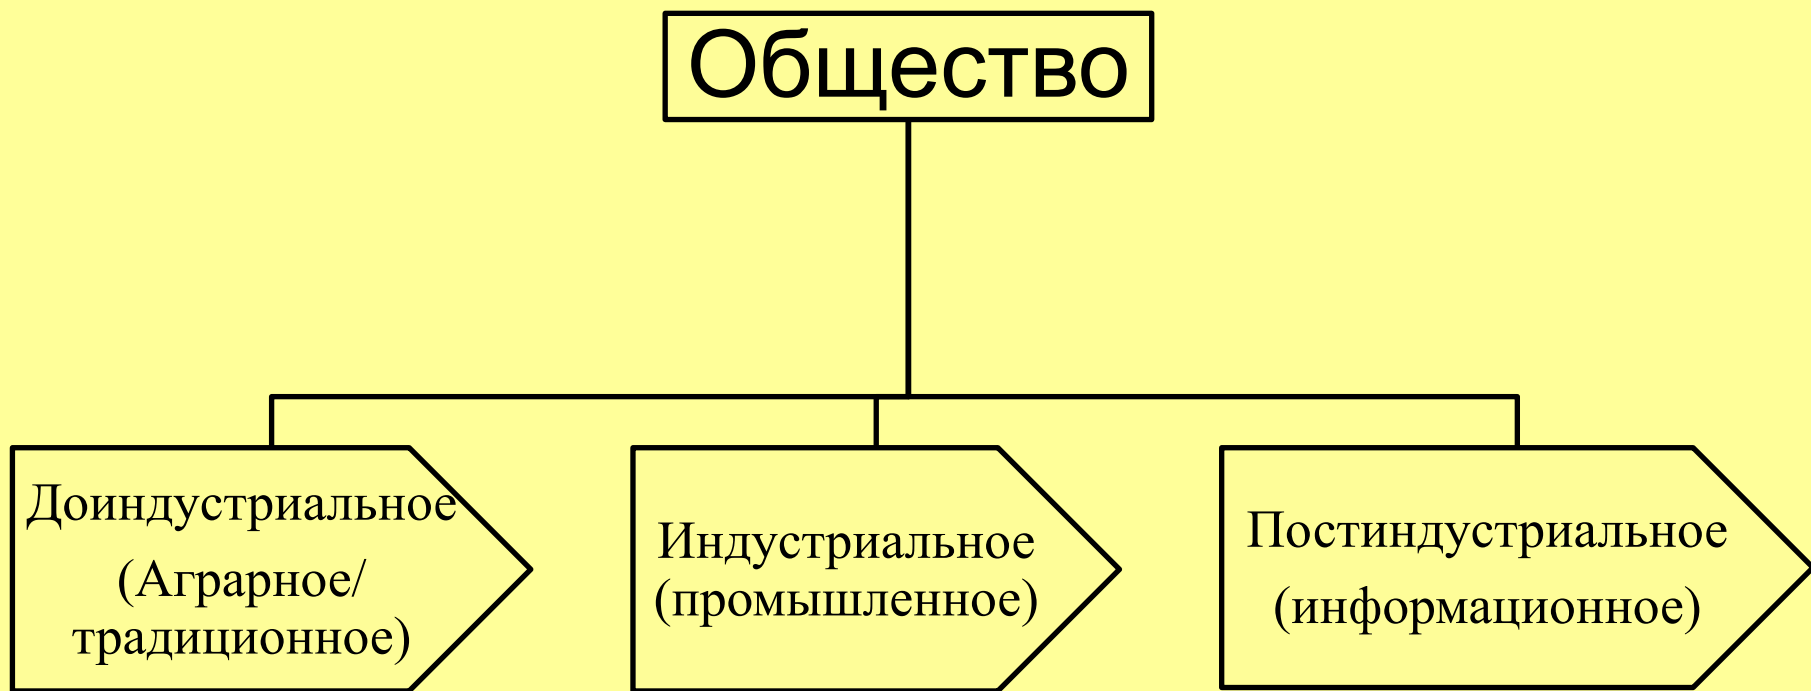 Общество
Доиндустриальное
(Аграрное/
традиционное)
Индустриальное
(промышленное)
Постиндустриальное
(информационное)